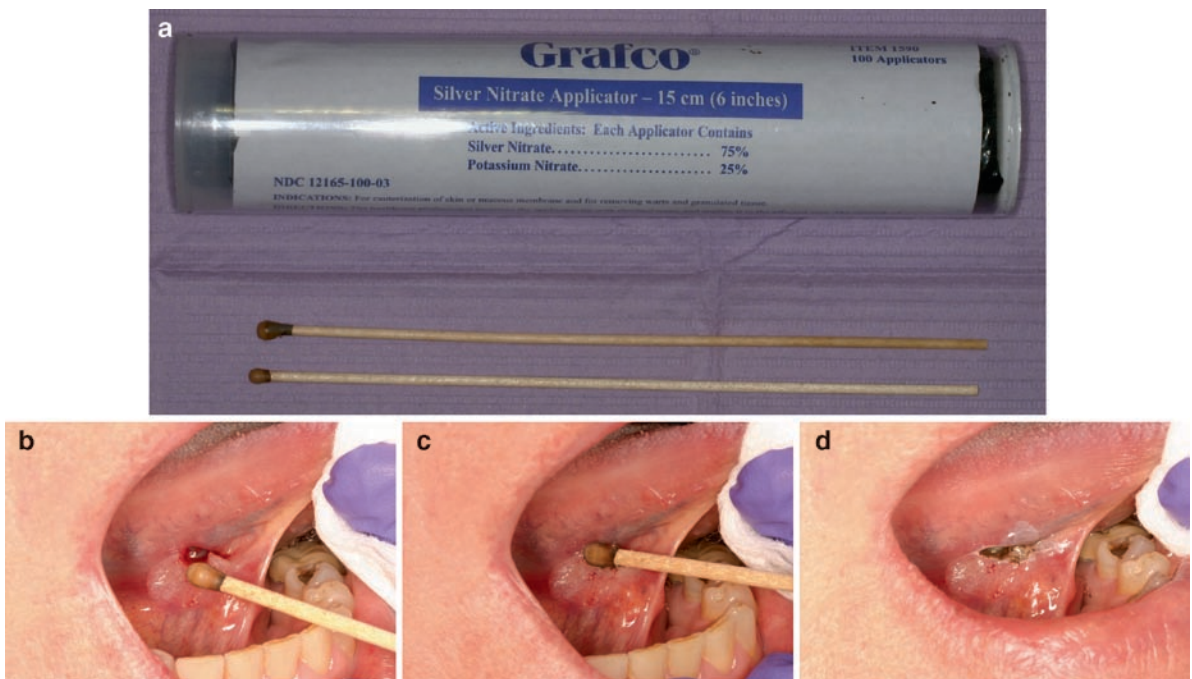 a
Grafco®
ITEM 1590
100 Applicators
Silver Nitrate Applicator – 15 cm (6 inches)
Active Ingredients: Each Applicator Contains
Silver Nitrate........................ 75%
Potassium Nitrate........................ 25%
NDC 12165-100-03
INDICATIONS: For cauterization of skin or mucous membrane and for removing warts and granulated tissue.
b
c
d